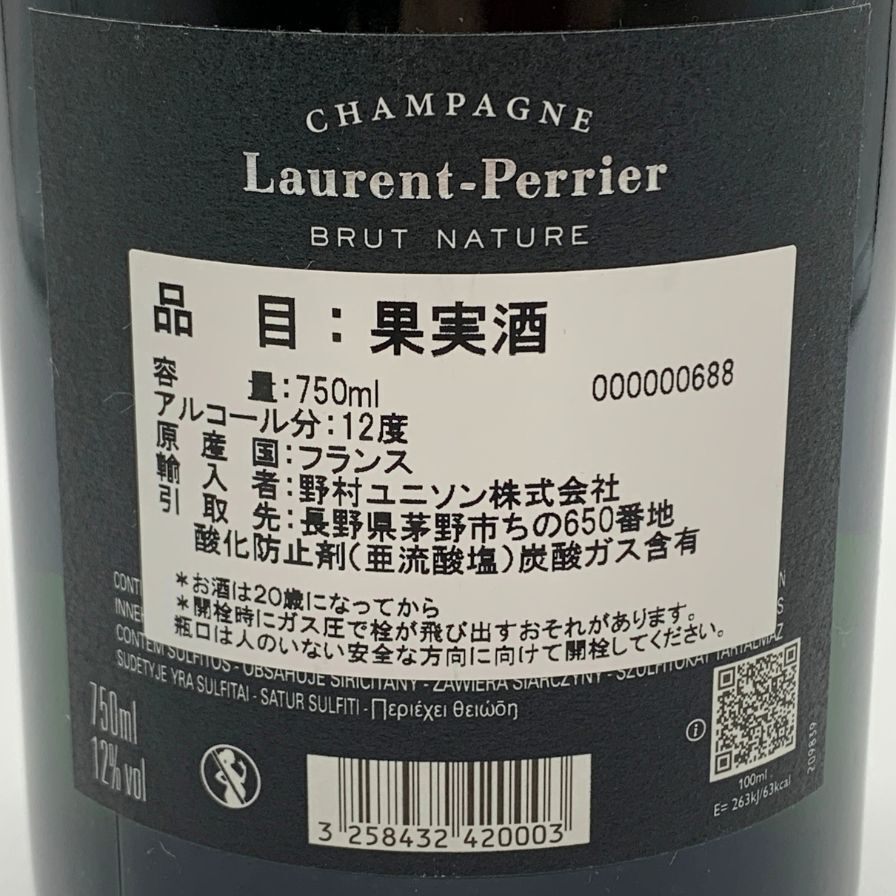 CHAMPAGNE
Laurent-Perrier
BRUT NATURE
品 目：果実酒
容 量：750ml 000000688
アルコール分：12度
原産国：フランス
輸入者：野村ユニソン株式会社
引取先：長野県茅野市ちの650番地
酸化防止剤（亜流酸塩）炭酸ガス含有
＊お酒は20歳になってから
＊開栓時にガス圧で栓が飛び出すおそれがあります。
瓶口は人のいない安全な方向に向けて開栓してください。
CONTEM SULFITOS - OBSAHUJE SIRICITANY - ZAWIERA SIARCZYNY - SZULFITOKAT TARTALMAZ
SUDĖTYJE YRA SULFITAI - SATUR SULFITI - Περιέχει θειώδη
750ml
12% vol
3 258432 420003
100ml
E= 263kJ/63kcal
209839